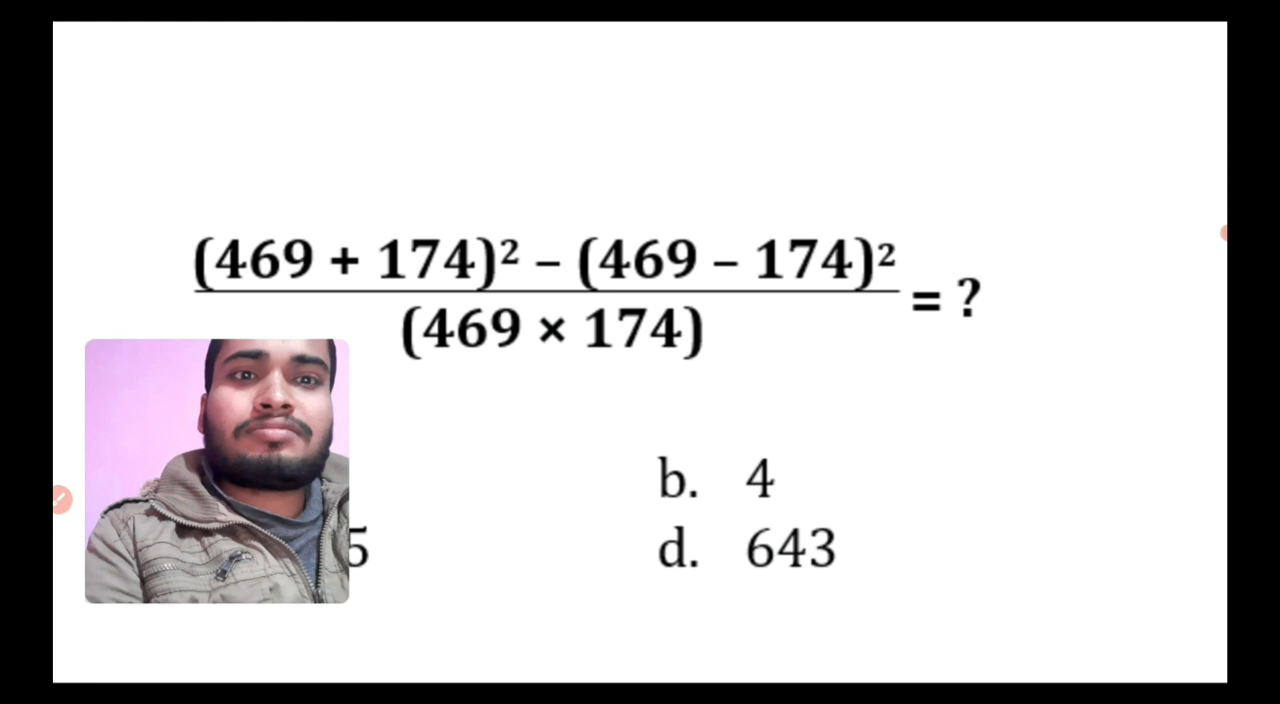 (469 + 174)² – (469 – 174)²
(469 × 174)
= ?
b. 4
5
d. 643